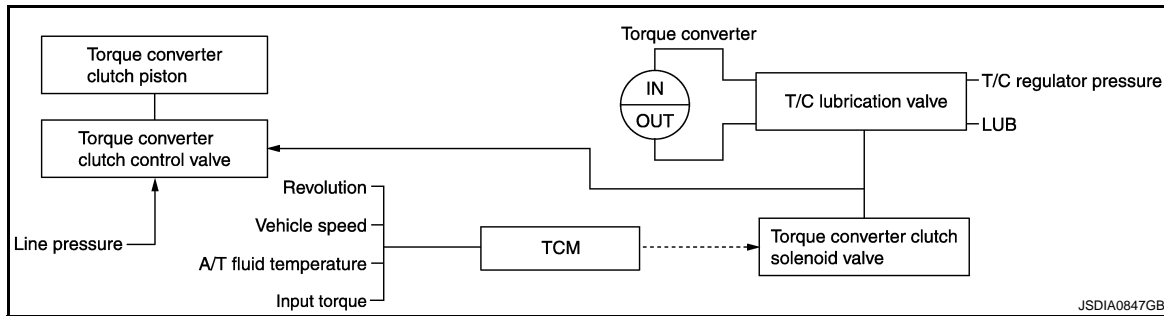 Torque converter
clutch piston
Torque converter
clutch control valve
Line pressure
Revolution
Vehicle speed
A/T fluid temperature
Input torque
TCM
Torque converter
IN
OUT
T/C lubrication valve
T/C regulator pressure
LUB
Torque converter clutch
solenoid valve
JSDIA0847GB